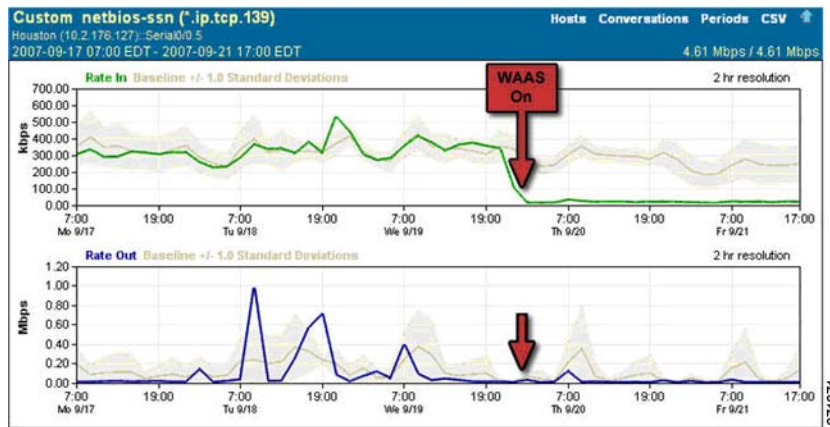 Custom netbios-ssn (*.ip.tcp.139)
Hosts Conversations Periods CSV
Houston (10.2.176.127)::Serial0/0.5
2007-09-17 07:00 EDT - 2007-09-21 17:00 EDT
4.61 Mbps / 4.61 Mbps
Rate In Baseline +/- 1.0 Standard Deviations
2 hr resolution
WAAS
On
kbps
700.00
600.00
500.00
400.00
300.00
200.00
100.00
0.00
7:00 19:00 7:00 19:00 7:00 19:00 7:00 19:00 7:00 17:00
Mo 9/17 Tu 9/18 We 9/19 Th 9/20 Fr 9/21
Rate Out Baseline +/- 1.0 Standard Deviations
2 hr resolution
Mbps
1.20
1.00
0.80
0.60
0.40
0.20
0.00
7:00 19:00 7:00 19:00 7:00 19:00 7:00 19:00 7:00 17:00
Mo 9/17 Tu 9/18 We 9/19 Th 9/20 Fr 9/21